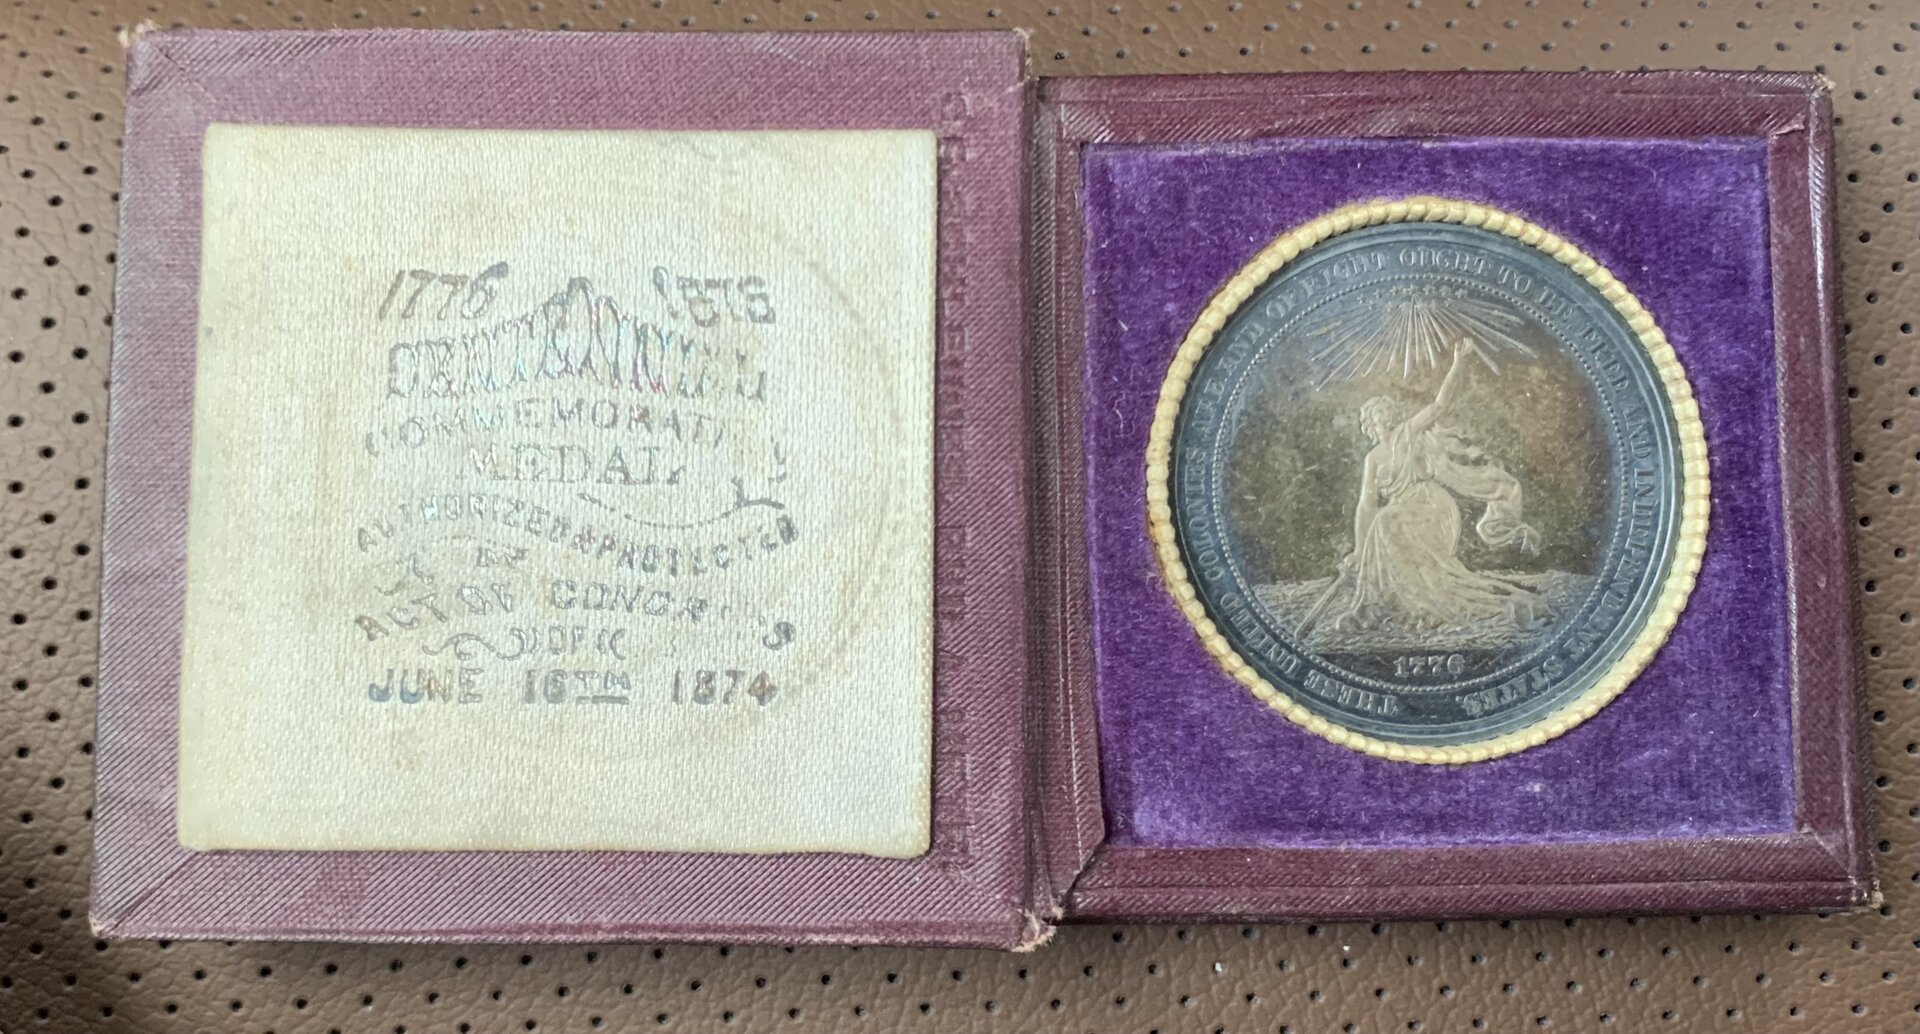 1776 1876
CENTENNIAL
COMMEMORATIVE
MEDAL
AUTHORIZED & PROTECTED
BY
ACT OF CONGRESS
OF
JUNE 16TH 1874
THESE UNITED COLONIES ARE AND OF RIGHT OUGHT TO BE FREE AND INDEPENDENT STATES.
1776